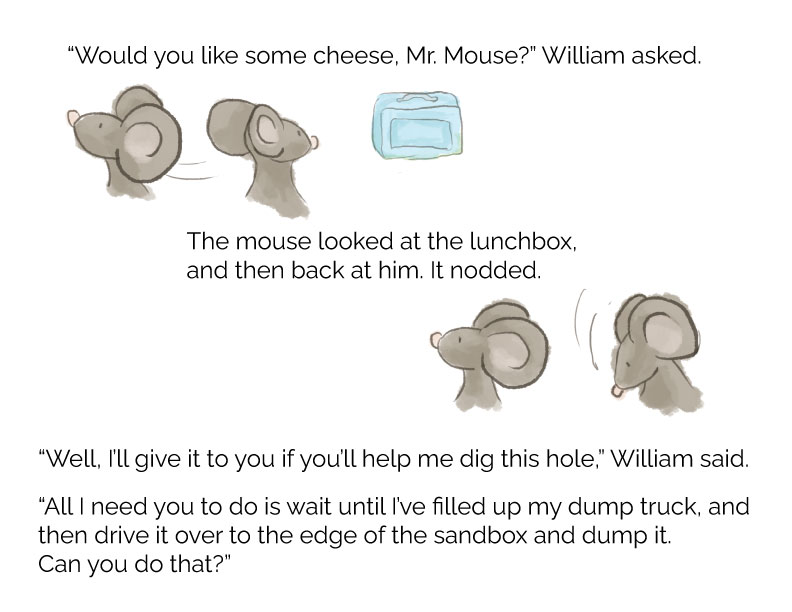 “Would you like some cheese, Mr. Mouse?” William asked.
The mouse looked at the lunchbox,
and then back at him. It nodded.
“Well, I’ll give it to you if you’ll help me dig this hole,” William said.
“All I need you to do is wait until I’ve filled up my dump truck, and
then drive it over to the edge of the sandbox and dump it.
Can you do that?”